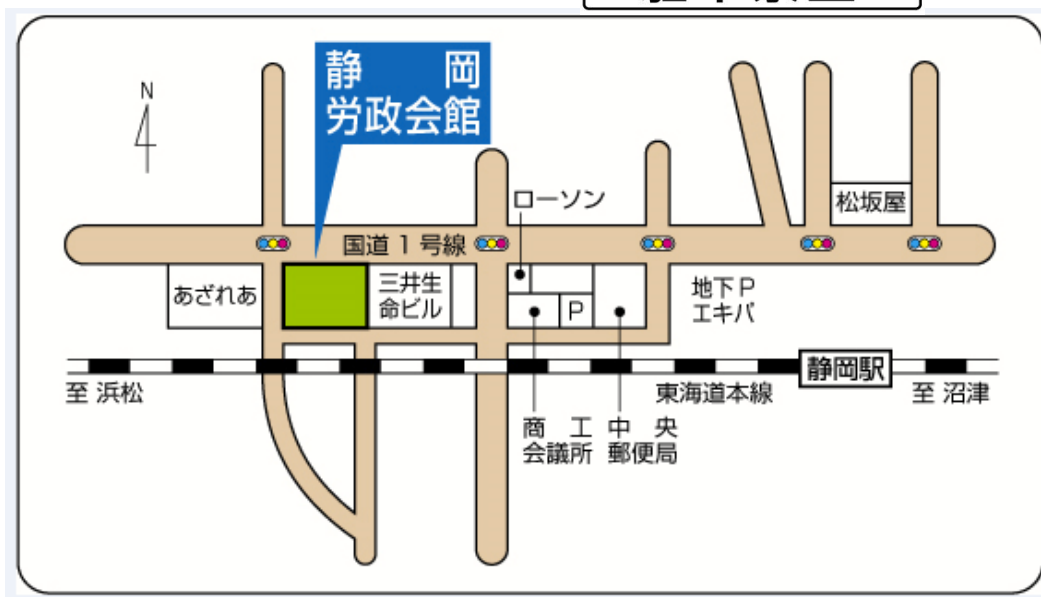 N
静 岡
労政会館
ローソン
松坂屋
国道1号線
あざれあ
三井生
命ビル
P
地下P
エキパ
静岡駅
至 浜松
東海道本線
至 沼津
商 工
会議所
中 央
郵便局